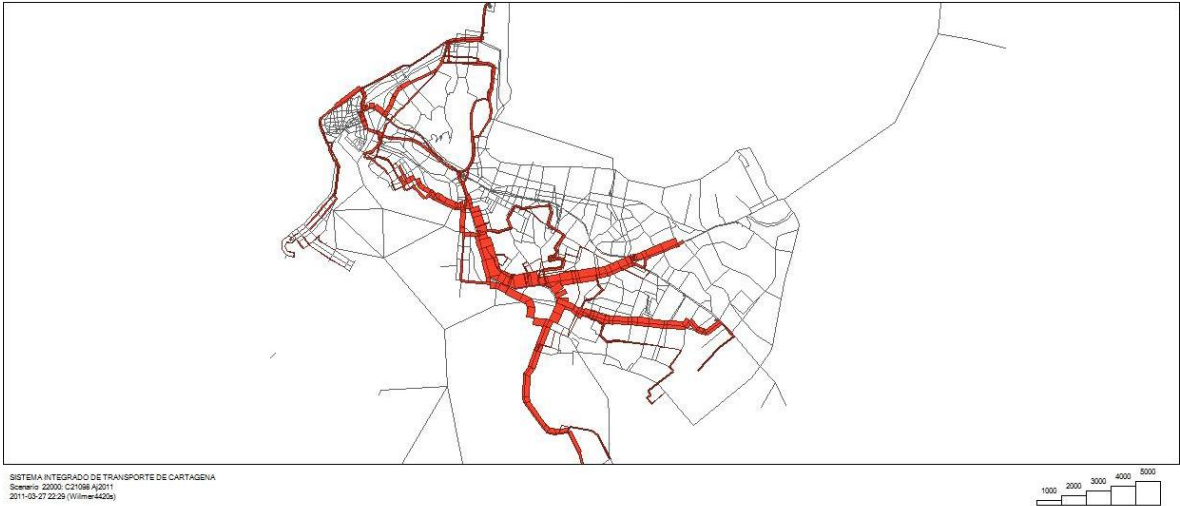 SISTEMA INTEGRADO DE TRANSPORTE DE CARTAGENA
Scenario 22000: C21098 Aj2011
2011-03-27 22:29 (Wilmer4420s)
1000 2000 3000 4000 5000